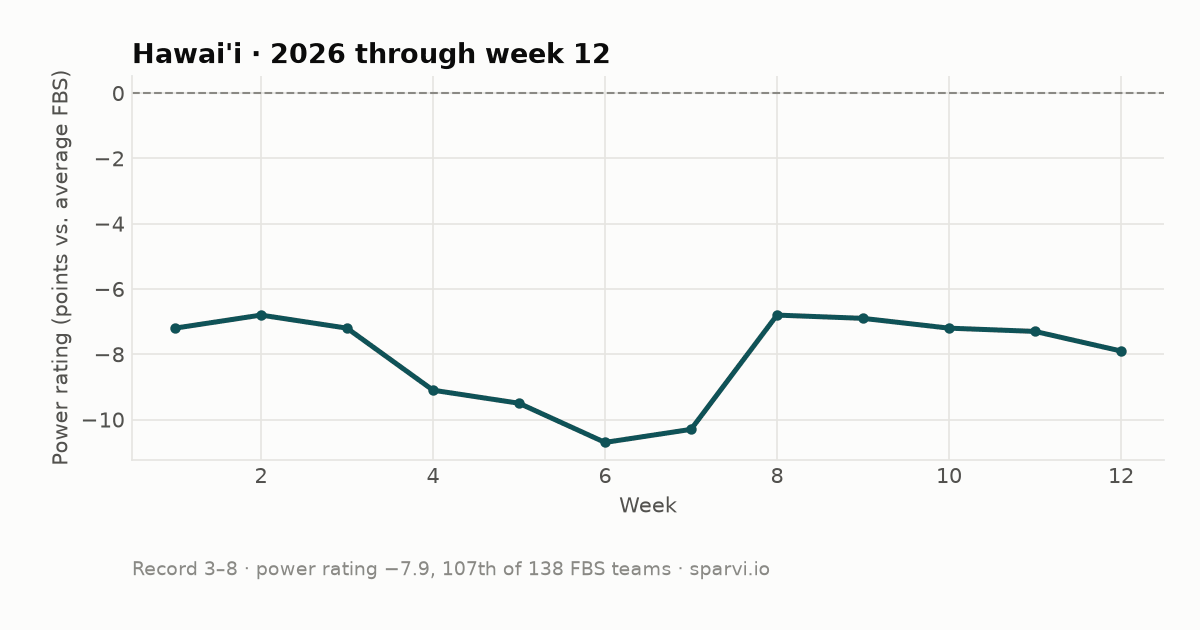 Hawai'i · 2026 through week 12
Power rating (points vs. average FBS)
0
−2
−4
−6
−8
−10
2 4 6 8 10 12
Week
Record 3–8 · power rating −7.9, 107th of 138 FBS teams · sparvi.io